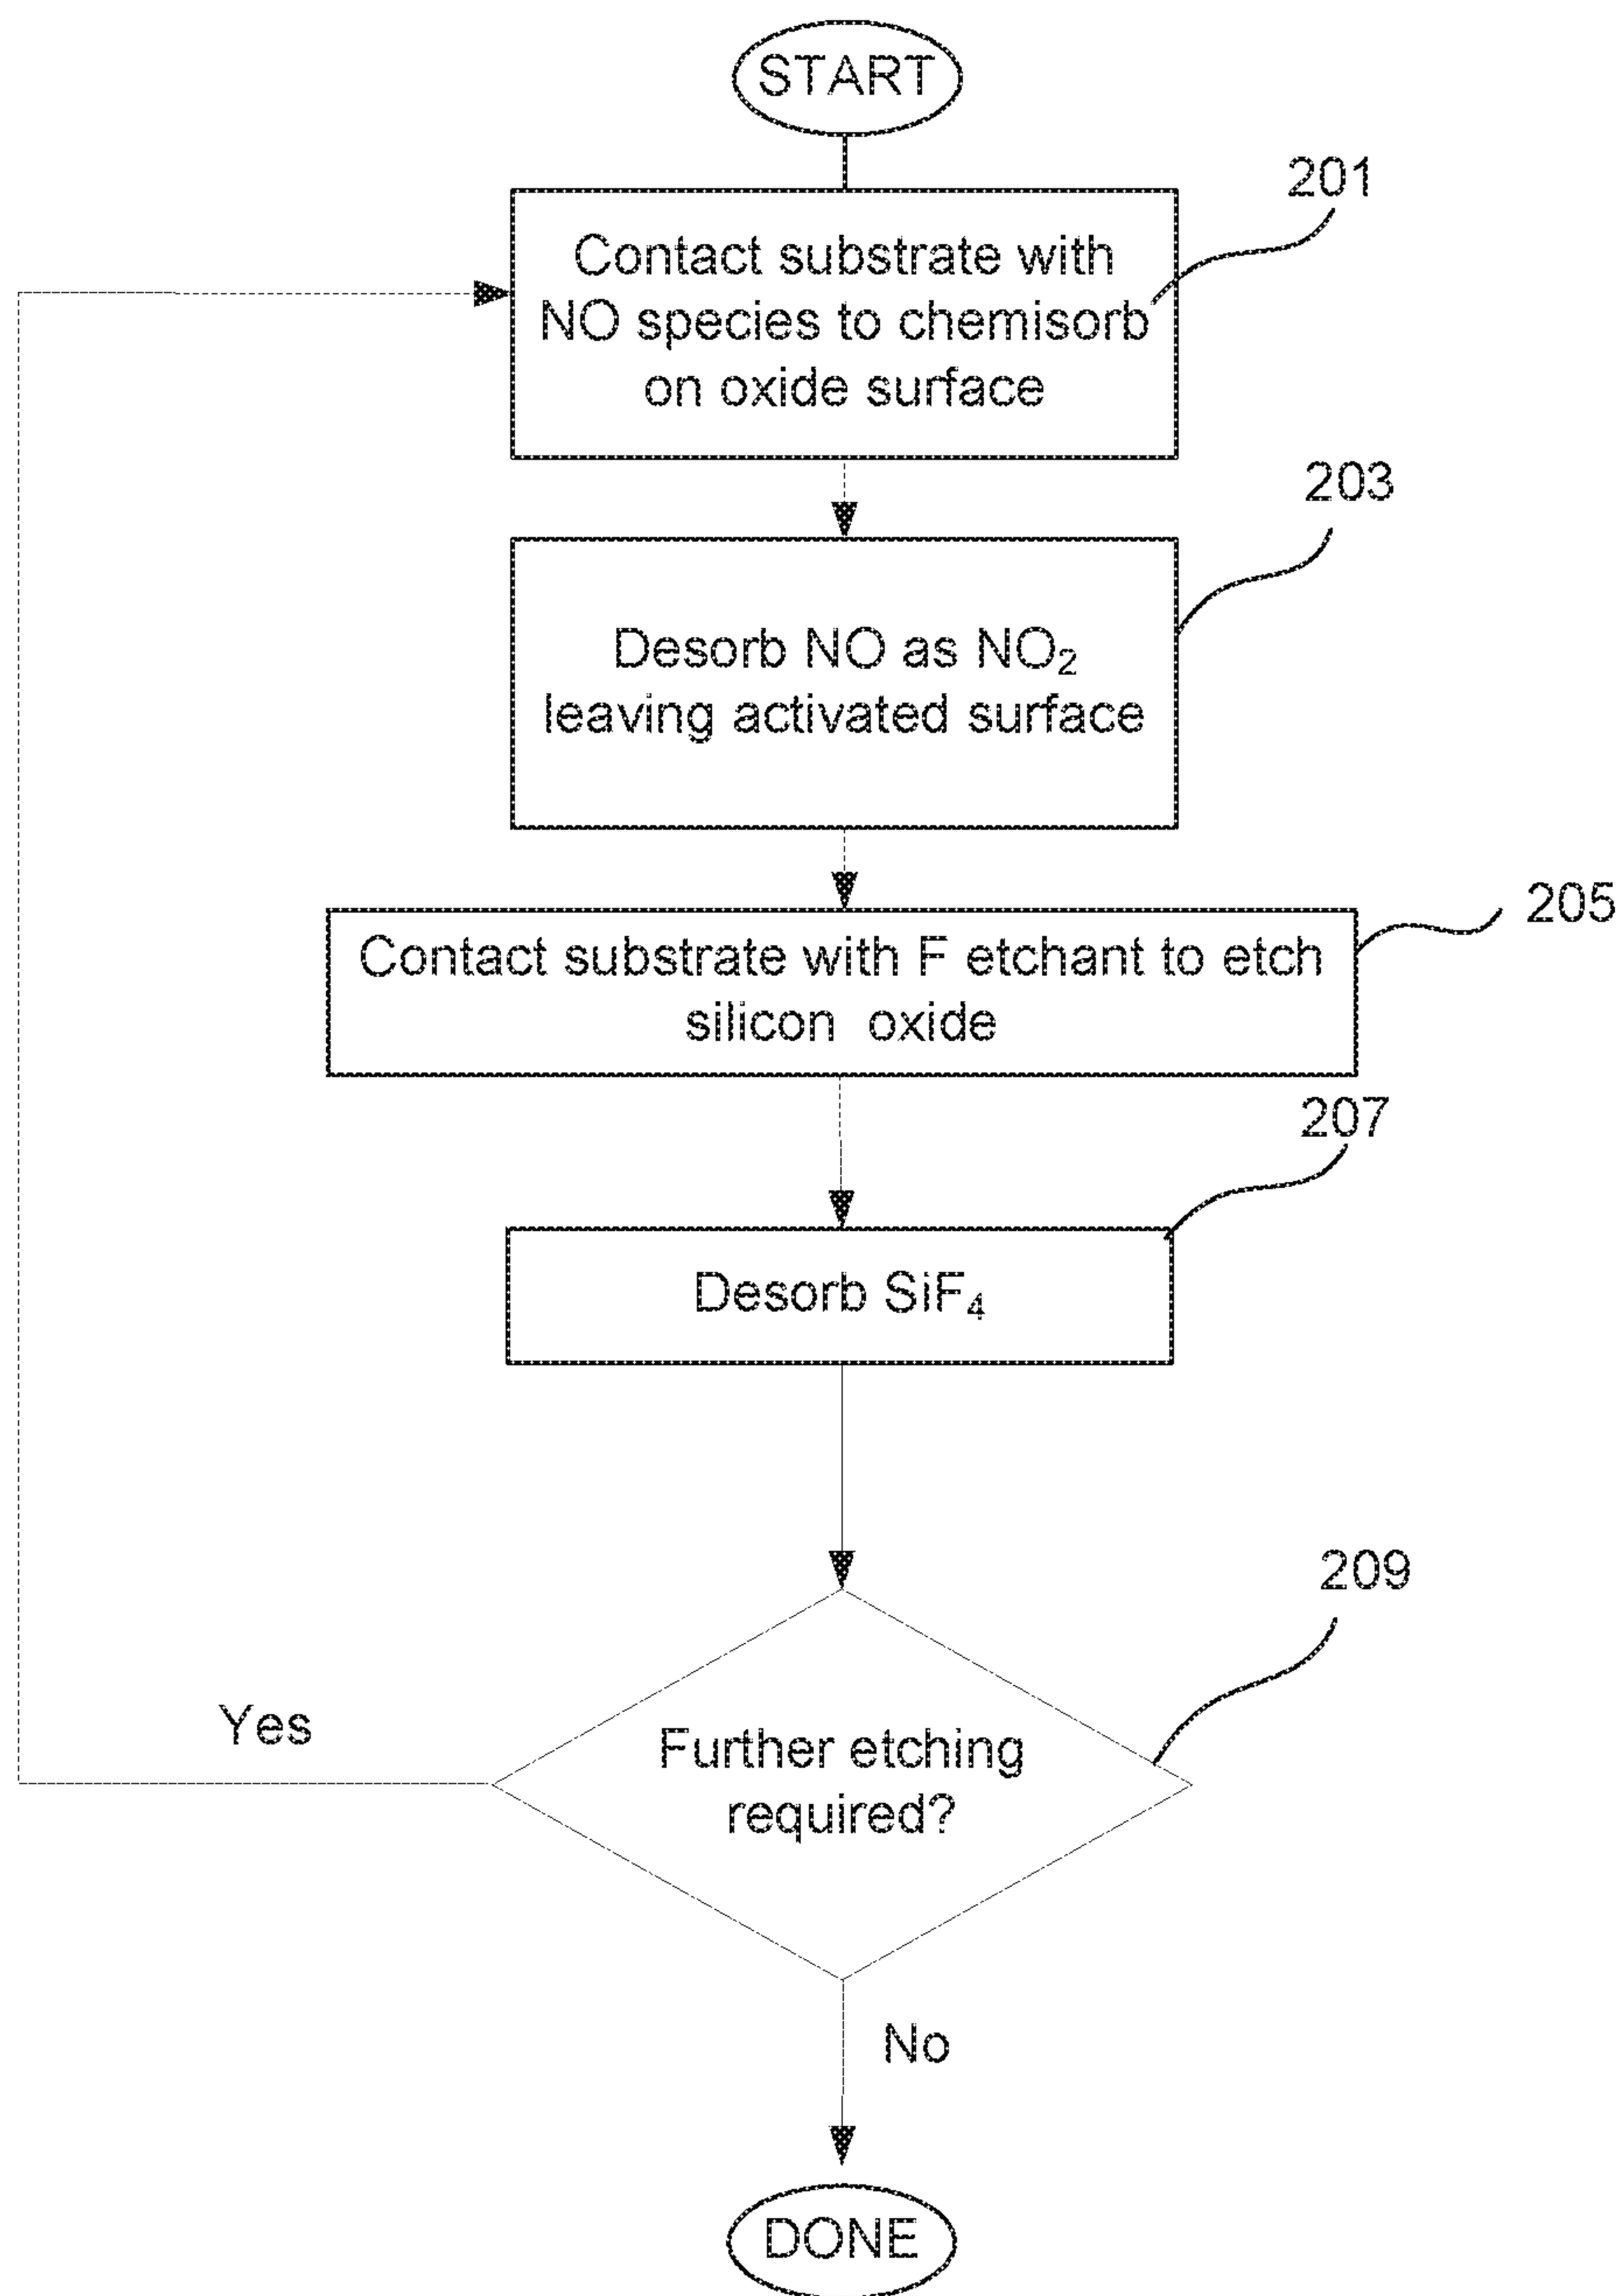 START
201
Contact substrate with
NO species to chemisorb
on oxide surface
203
Desorb NO as NO₂
leaving activated surface
205
Contact substrate with F etchant to etch
silicon oxide
207
Desorb SiF₄
209
Further etching
required?
Yes
No
DONE